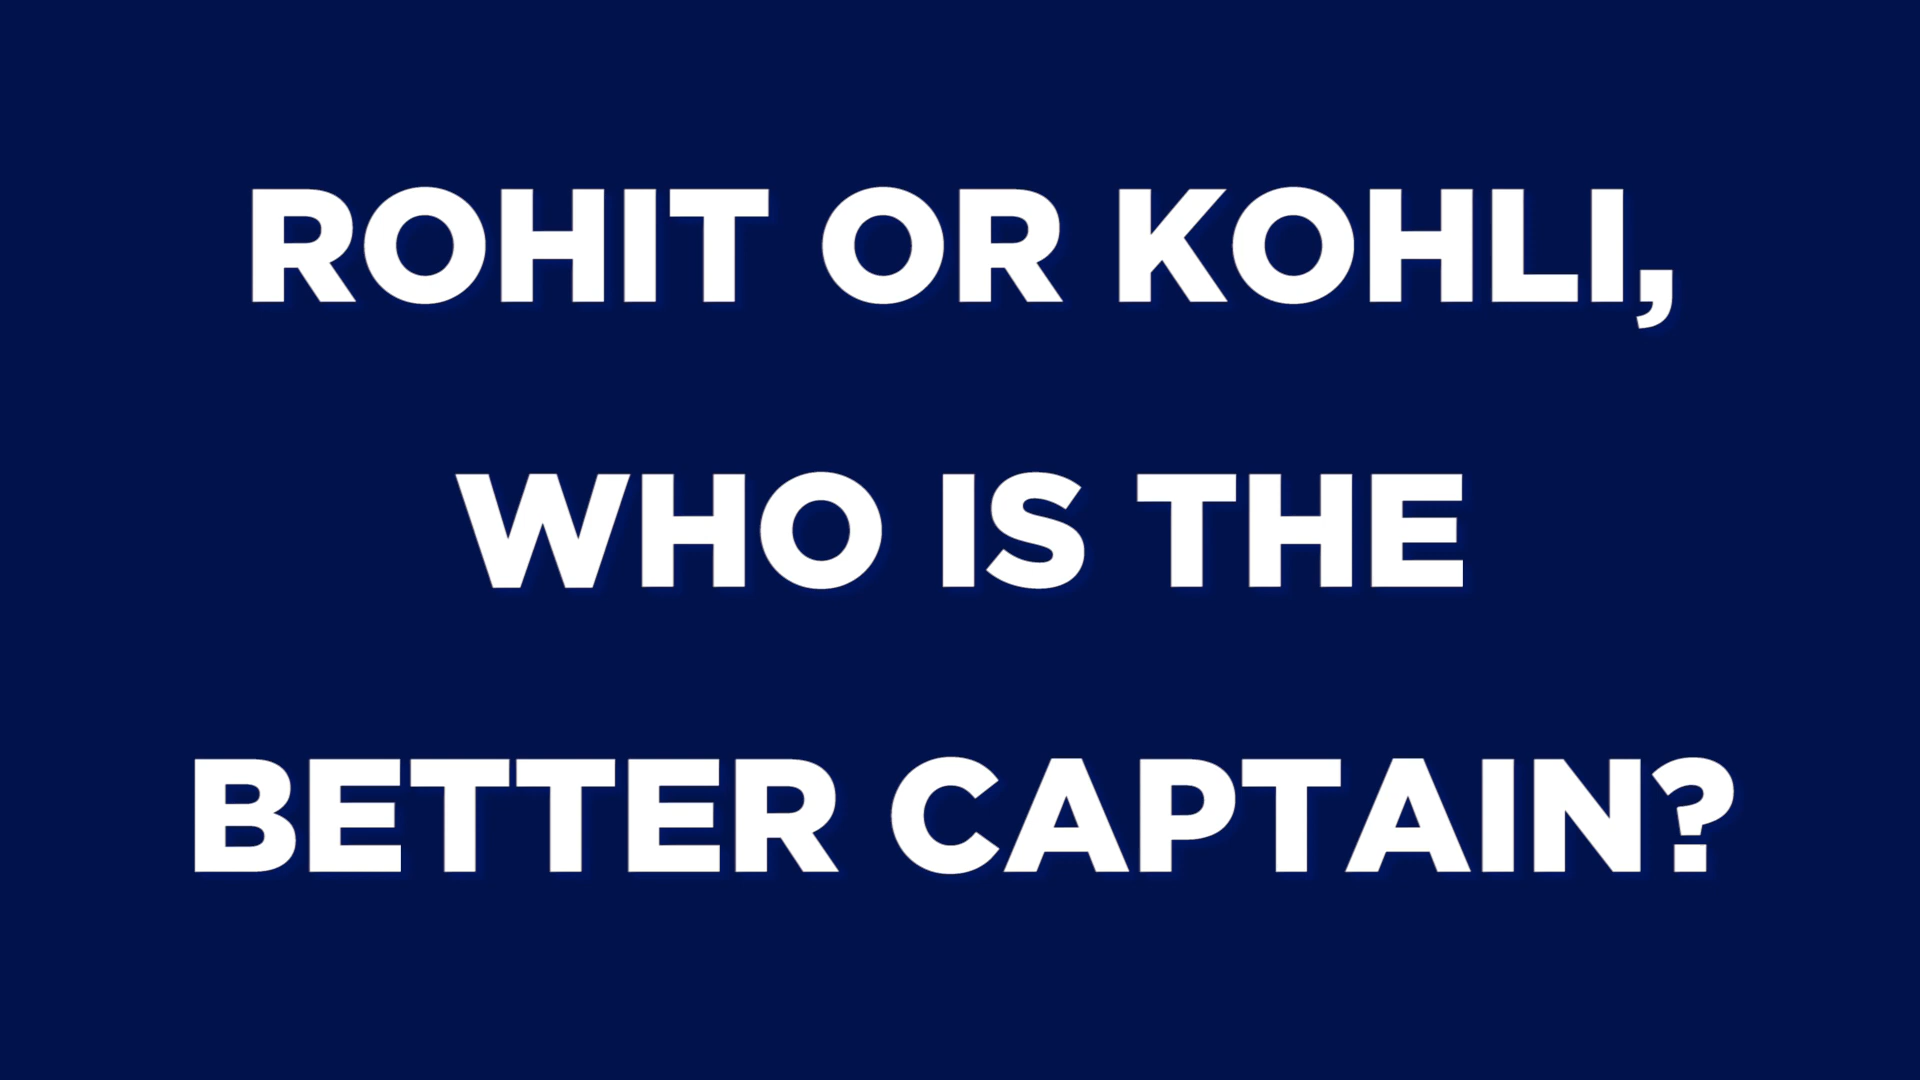 ROHIT OR KOHLI,
WHO IS THE
BETTER CAPTAIN?